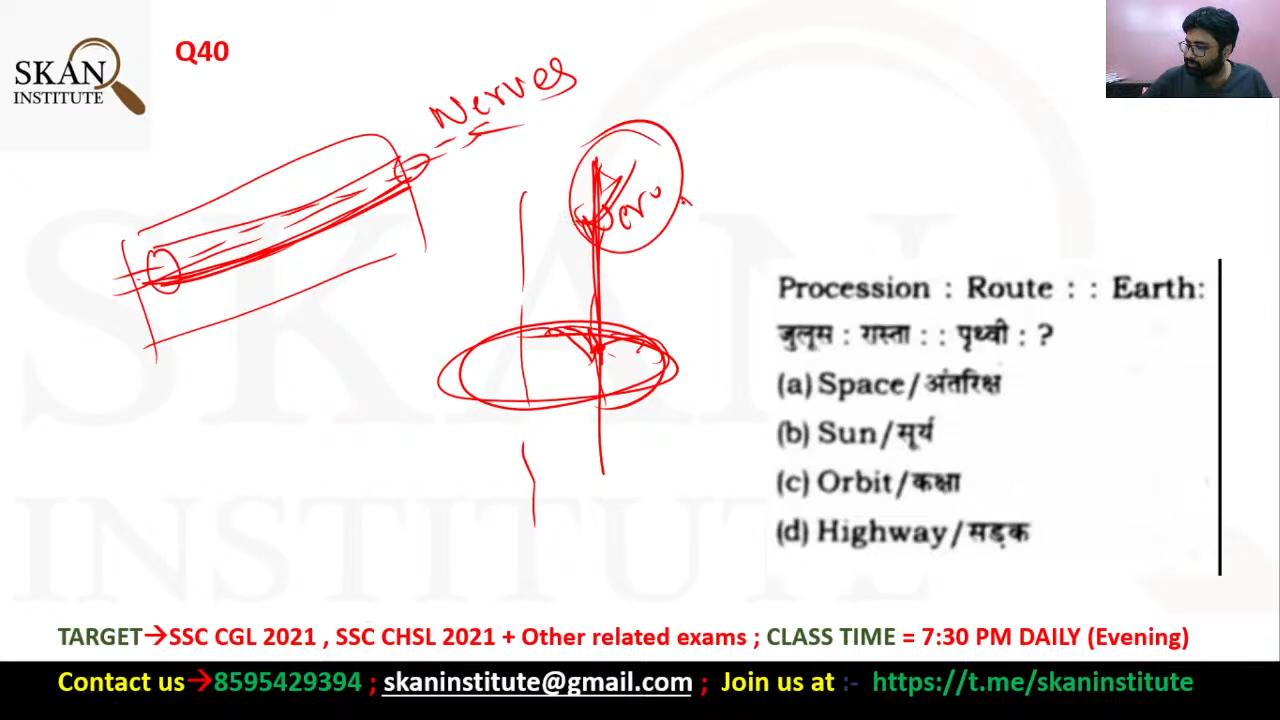 Q40
SKAN
INSTITUTE
Nerves
Procession : Route : : Earth:
जुलूस : रास्ता : : पृथ्वी : ?
(a) Space/अंतरिक्ष
(b) Sun/सूर्य
(c) Orbit/कक्षा
(d) Highway/सड़क
SKAN
INSTITUTE
TARGET→SSC CGL 2021 , SSC CHSL 2021 + Other related exams ; CLASS TIME = 7:30 PM DAILY (Evening)
Contact us→8595429394 ; skaninstitute@gmail.com ; Join us at :- https://t.me/skaninstitute